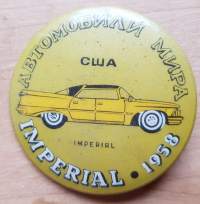 АВТОМОБИЛИ МИРА
США
IMPERIAL
IMPERIAL • 1958